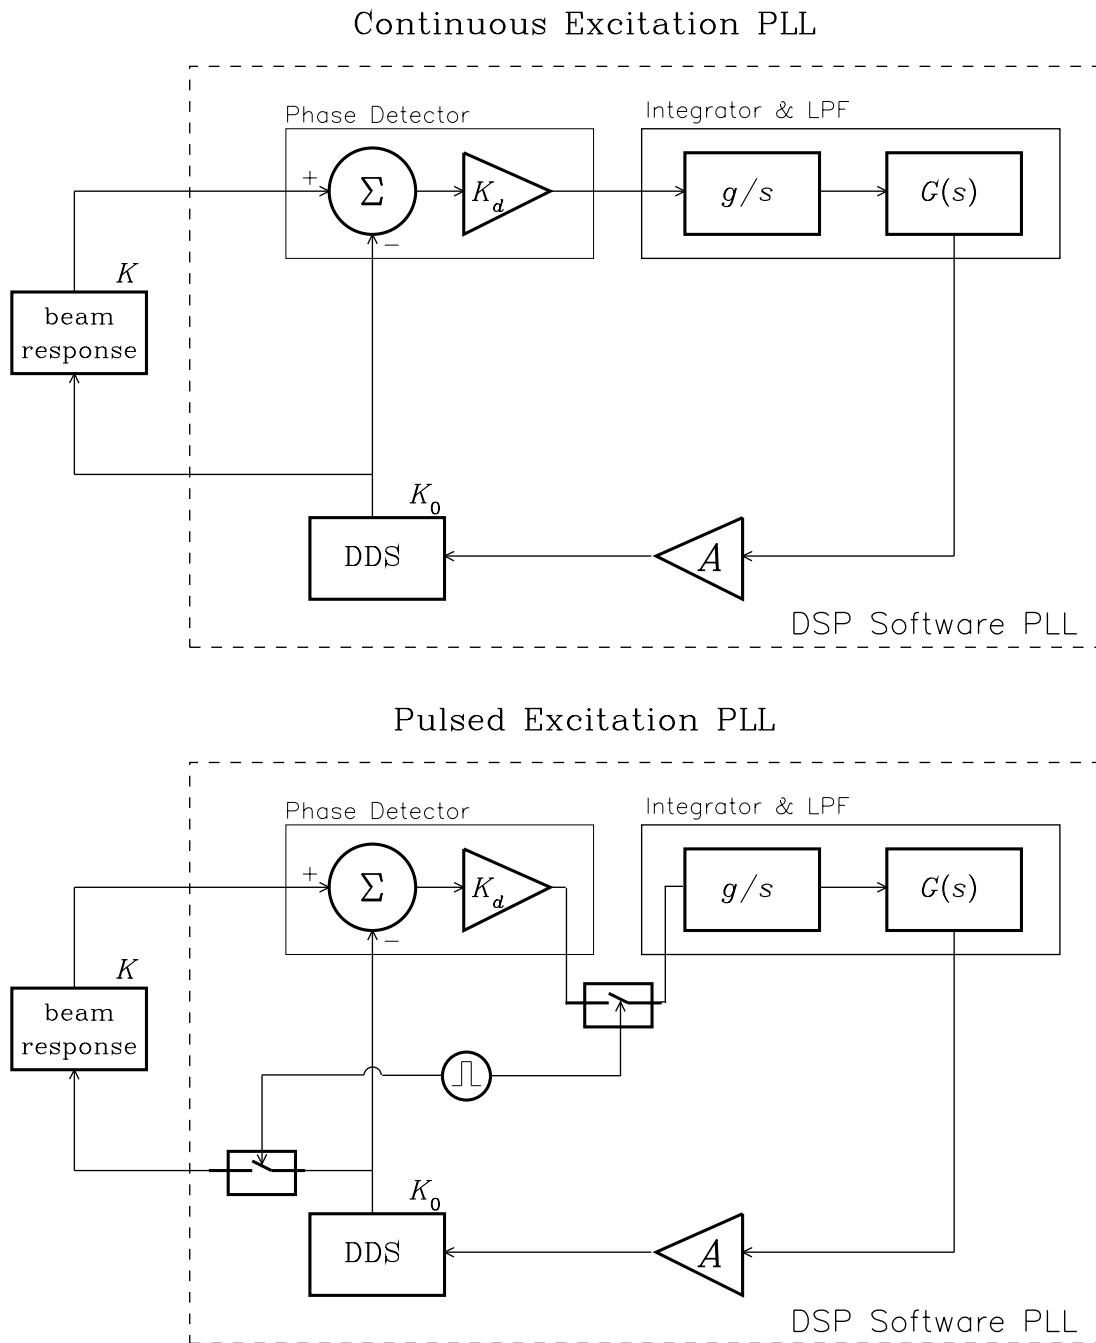 Continuous Excitation PLL
Phase Detector
Integrator & LPF
+
Σ
K_d
g/s
G(s)
−
K
beam
response
K_0
DDS
A
DSP Software PLL
Pulsed Excitation PLL
Phase Detector
Integrator & LPF
+
Σ
K_d
g/s
G(s)
−
K
beam
response
K_0
DDS
A
DSP Software PLL